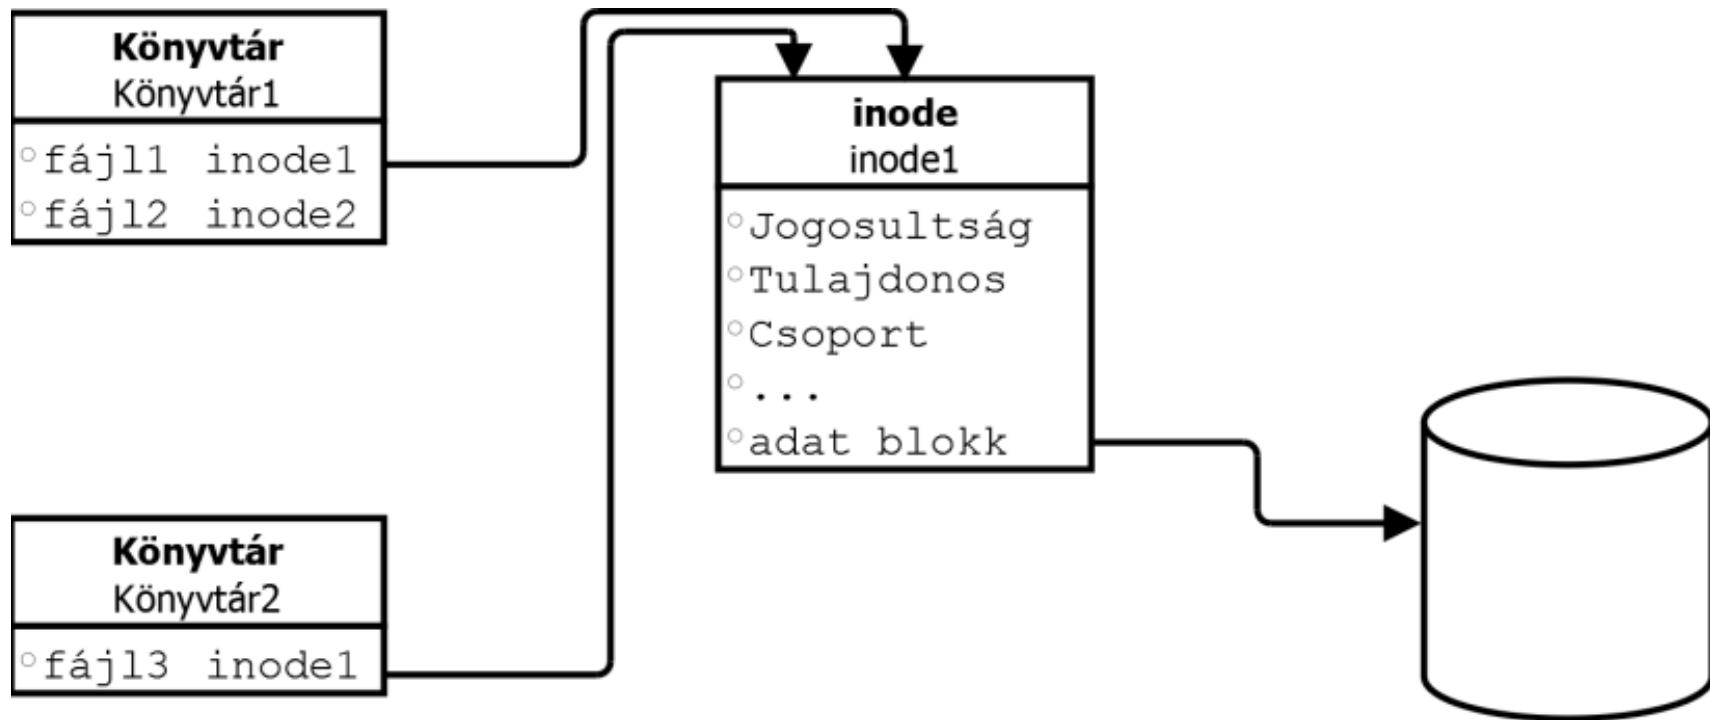 Könyvtár
Könyvtár1
fájl1 inode1
fájl2 inode2
inode
inode1
Jogosultság
Tulajdonos
Csoport
...
adat blokk
Könyvtár
Könyvtár2
fájl3 inode1